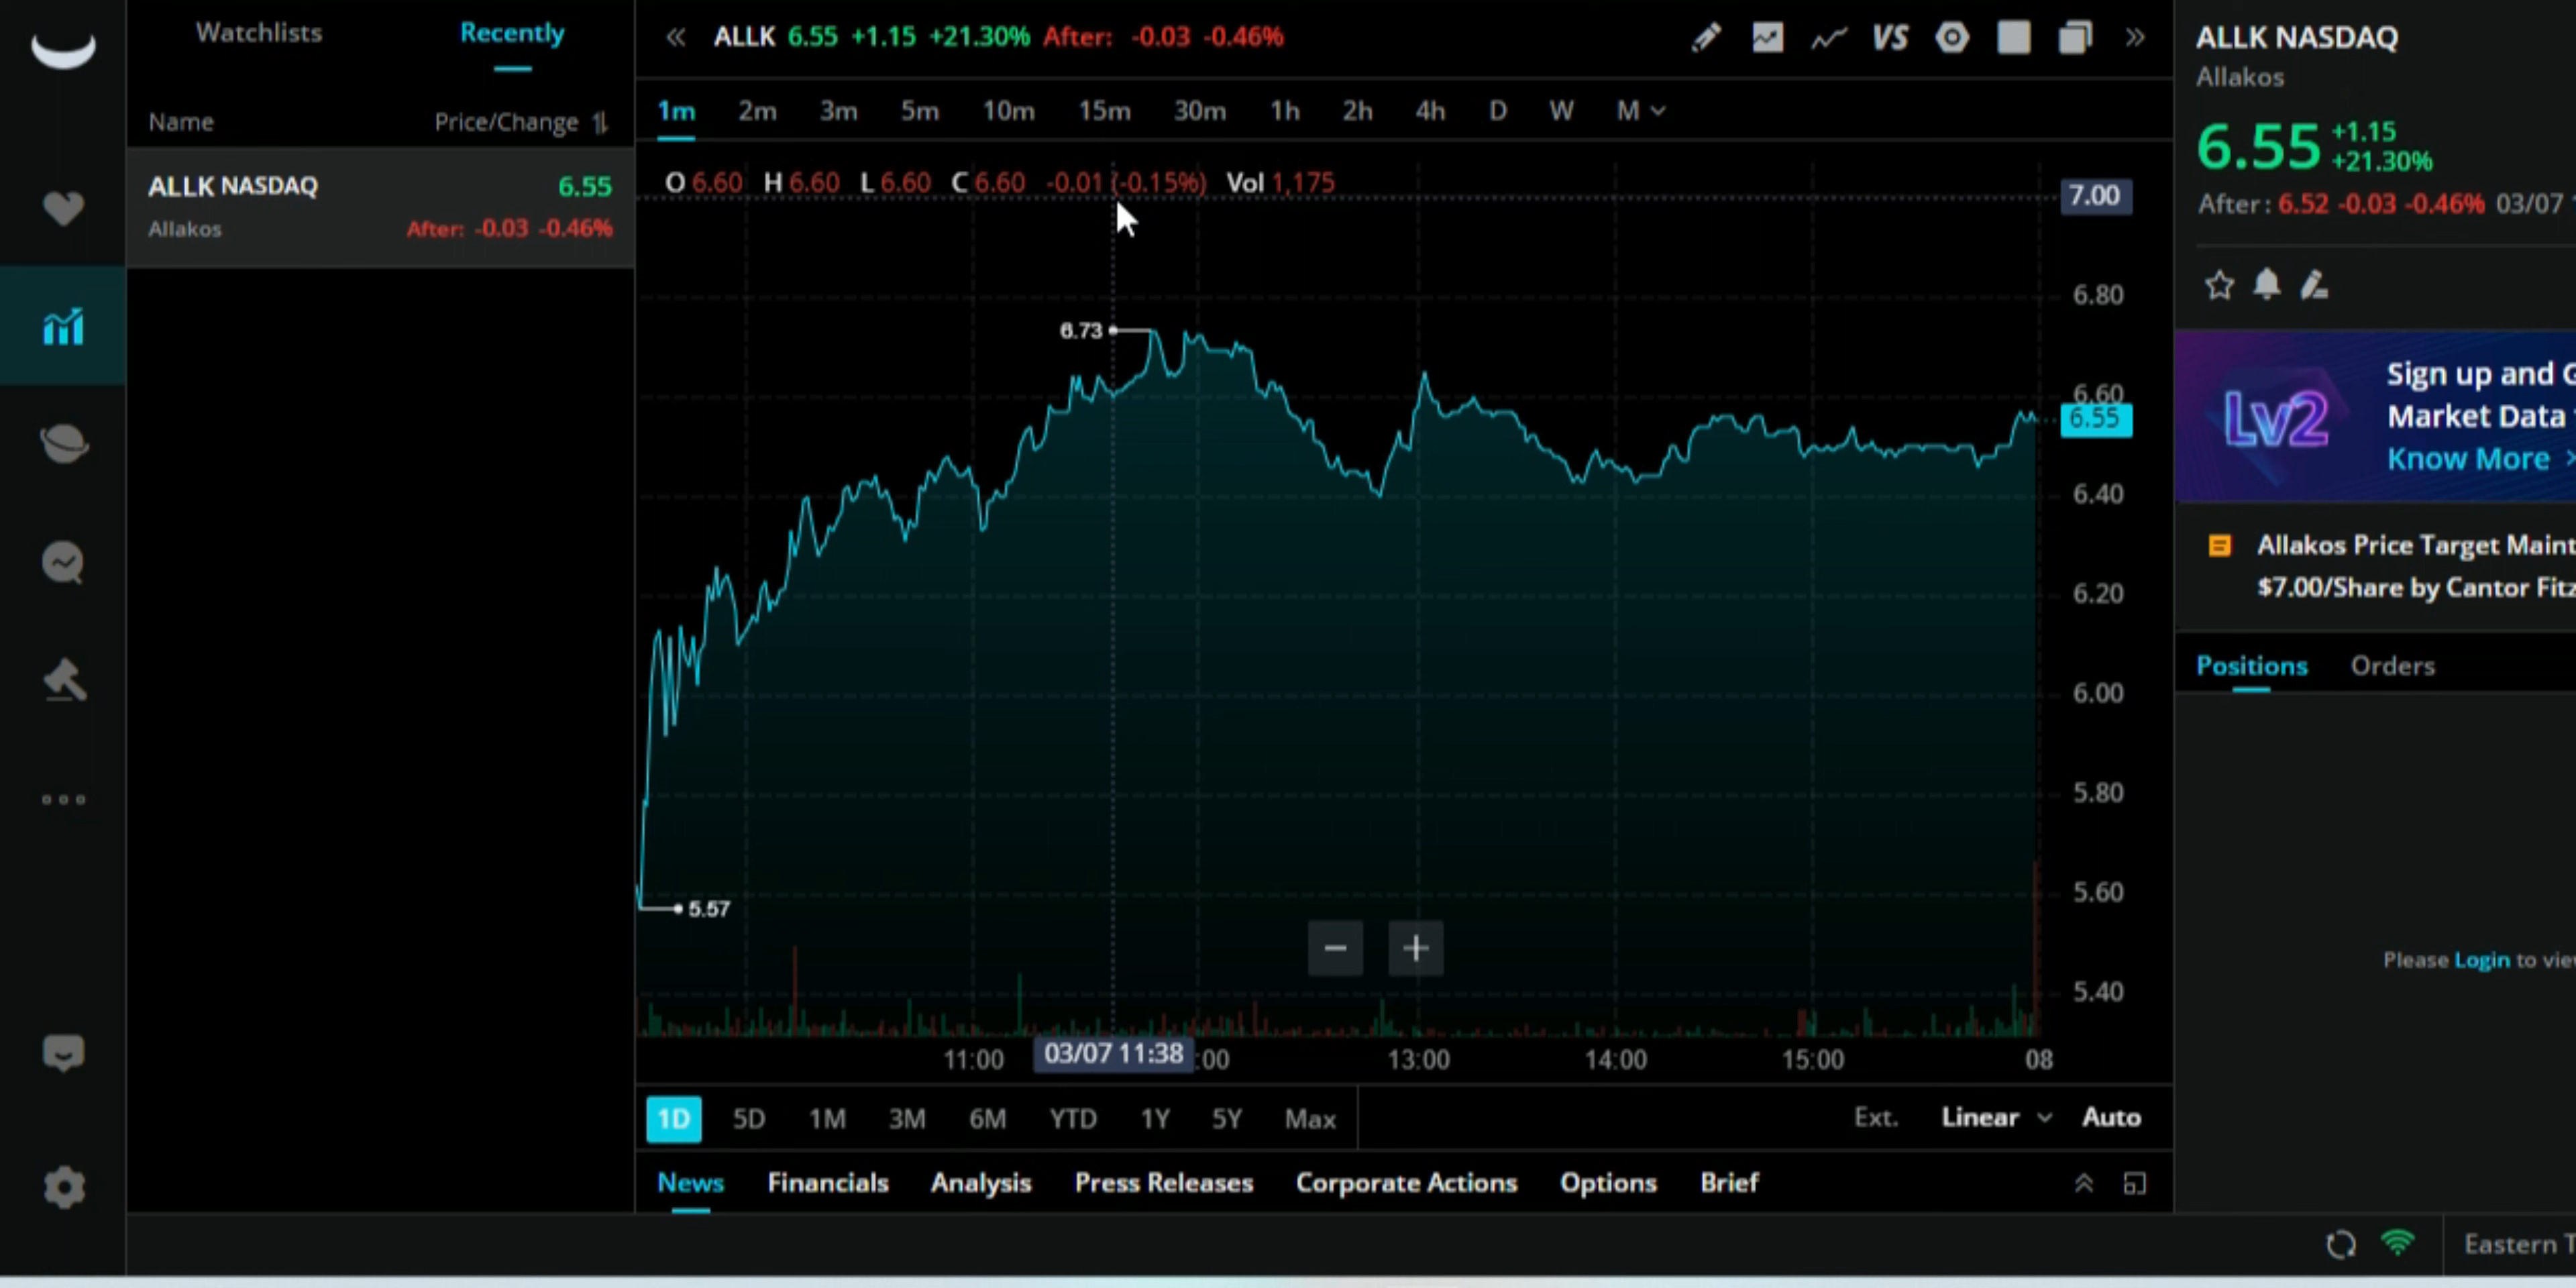 Watchlists Recently
Name Price/Change
ALLK NASDAQ 6.55
Allakos After: -0.03 -0.46%
ALLK 6.55 +1.15 +21.30% After: -0.03 -0.46%
VS
1m 2m 3m 5m 10m 15m 30m 1h 2h 4h D W M
O 6.60 H 6.60 L 6.60 C 6.60 -0.01 (-0.15%) Vol 1,175
7.00
6.80
6.73
6.60
6.55
6.40
6.20
6.00
5.80
5.60
5.57
5.40
11:00 03/07 11:38 :00 13:00 14:00 15:00 08
1D 5D 1M 3M 6M YTD 1Y 5Y Max
Ext. Linear Auto
News Financials Analysis Press Releases Corporate Actions Options Brief
ALLK NASDAQ
Allakos
6.55 +1.15
+21.30%
After: 6.52 -0.03 -0.46% 03/07
Lv2
Sign up and
Market Data
Know More >
Allakos Price Target
$7.00/Share by Cantor
Positions Orders
Please Login to
Eastern